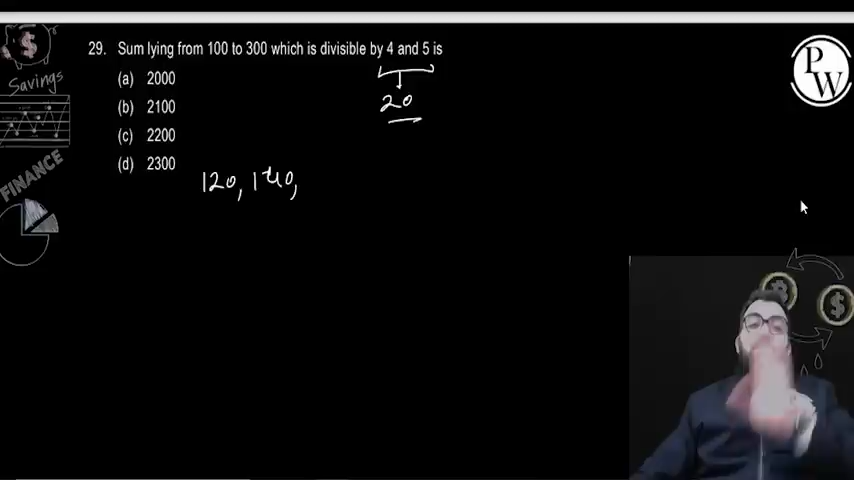 29. Sum lying from 100 to 300 which is divisible by 4 and 5 is
(a) 2000
(b) 2100
(c) 2200
(d) 2300
20
120, 140,
Savings
FINANCE
PW